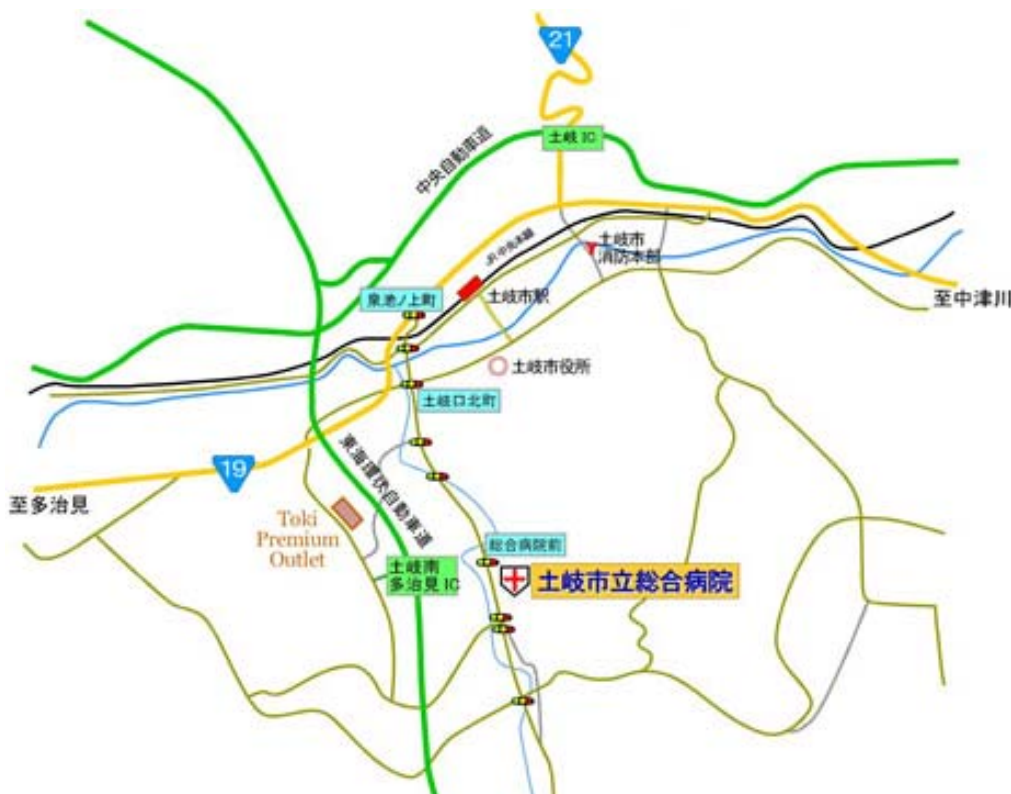 21
土岐 IC
中央自動車道
JR中央本線
土岐市
消防本部
泉池ノ上町
土岐市駅
至中津川
土岐市役所
土岐口北町
19
至多治見
東海環状自動車道
Toki
Premium
Outlet
総合病院前
土岐南
多治見 IC
土岐市立総合病院